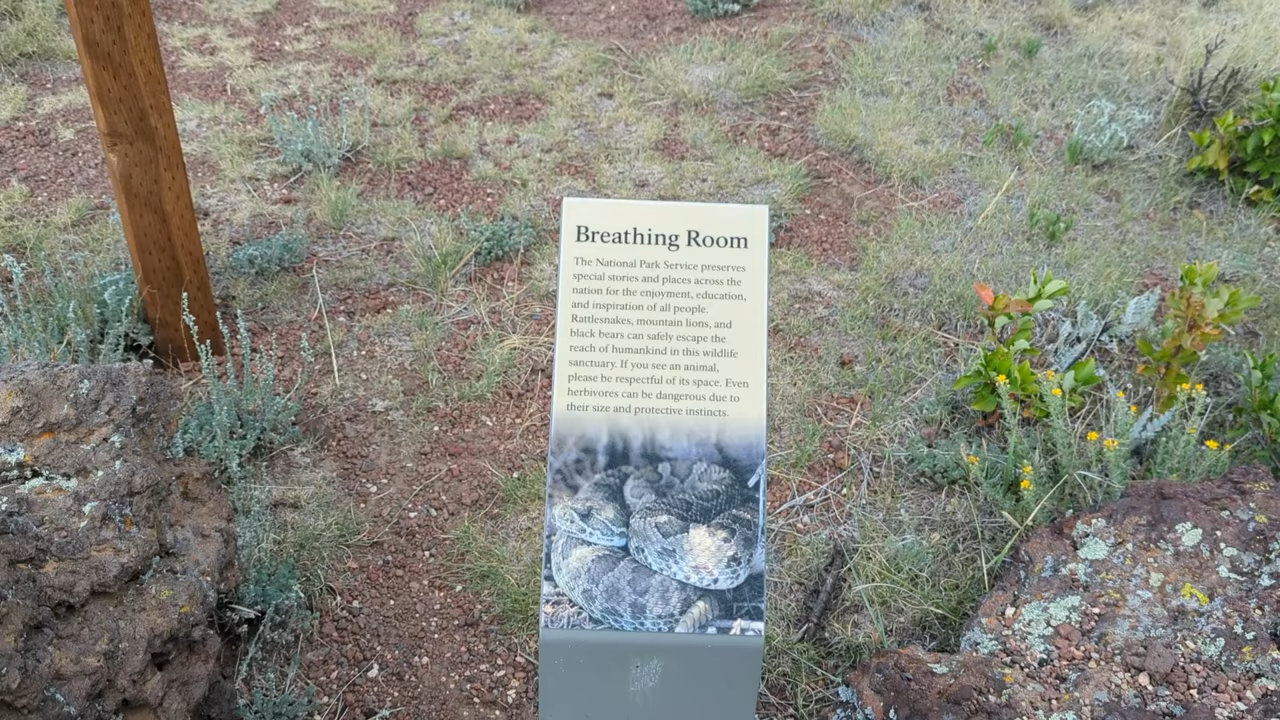 Breathing Room
The National Park Service preserves
special stories and places across the
nation for the enjoyment, education,
and inspiration of all people.
Rattlesnakes, mountain lions, and
black bears can safely escape the
reach of humankind in this wildlife
sanctuary. If you see an animal,
please be respectful of its space. Even
herbivores can be dangerous due to
their size and protective instincts.